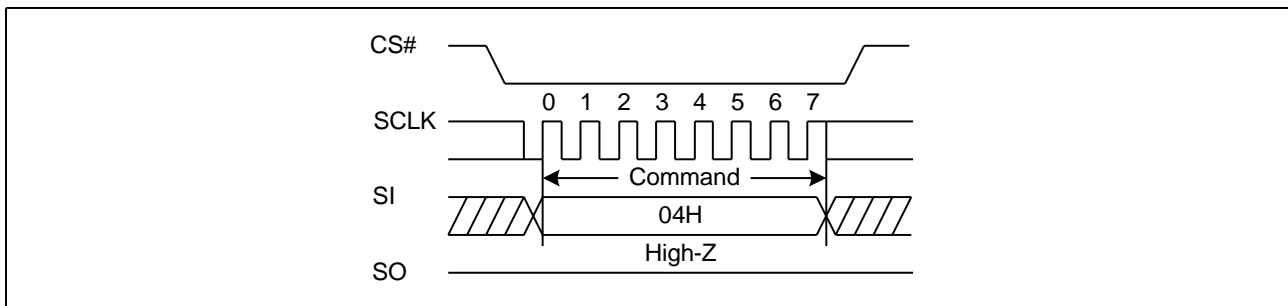 CS#
0 1 2 3 4 5 6 7
SCLK
Command
SI
04H
High-Z
SO